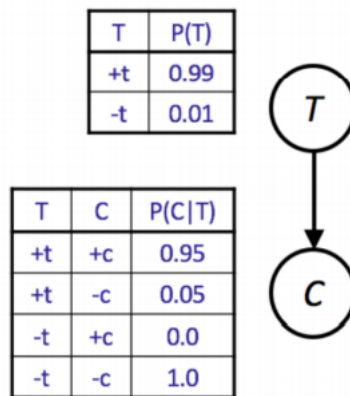 T P(T)
+t 0.99
-t 0.01
T
T C P(C|T)
+t +c 0.95
+t -c 0.05
-t +c 0.0
-t -c 1.0
C